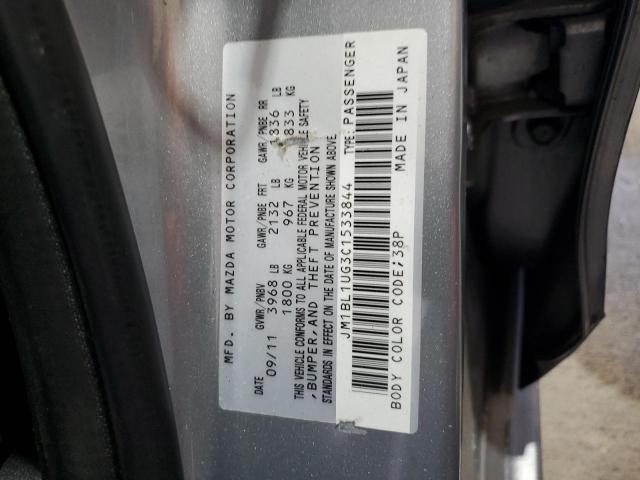 MFD. BY MAZDA MOTOR CORPORATION
DATE GVWR/PNBV GAWR/PNBE FRT GAWR/PNBE RR
09/11 3968 LB 2132 LB 1836 LB
1800 KG 967 KG 833 KG
THIS VEHICLE CONFORMS TO ALL APPLICABLE FEDERAL MOTOR VEHICLE SAFETY
,BUMPER,AND THEFT PREVENTION
STANDARDS IN EFFECT ON THE DATE OF MANUFACTURE SHOWN ABOVE.
JM1BL1UG3C1533844 TYPE: PASSENGER
BODY COLOR CODE;38P MADE IN JAPAN